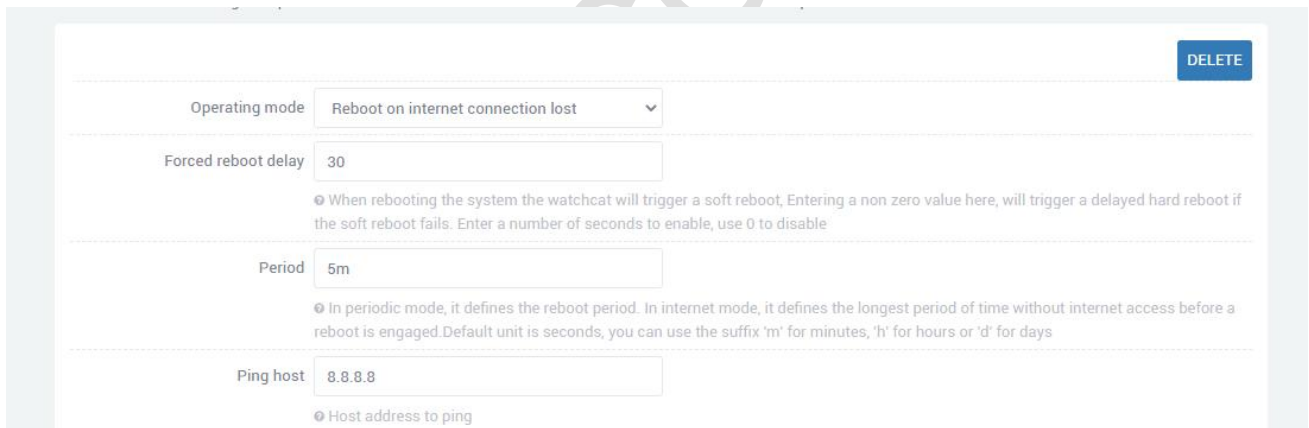 DELETE
Operating mode Reboot on internet connection lost
Forced reboot delay 30
When rebooting the system the watchcat will trigger a soft reboot, Entering a non zero value here, will trigger a delayed hard reboot if
the soft reboot fails. Enter a number of seconds to enable, use 0 to disable
Period 5m
In periodic mode, it defines the reboot period. In internet mode, it defines the longest period of time without internet access before a
reboot is engaged.Default unit is seconds, you can use the suffix 'm' for minutes, 'h' for hours or 'd' for days
Ping host 8.8.8.8
Host address to ping